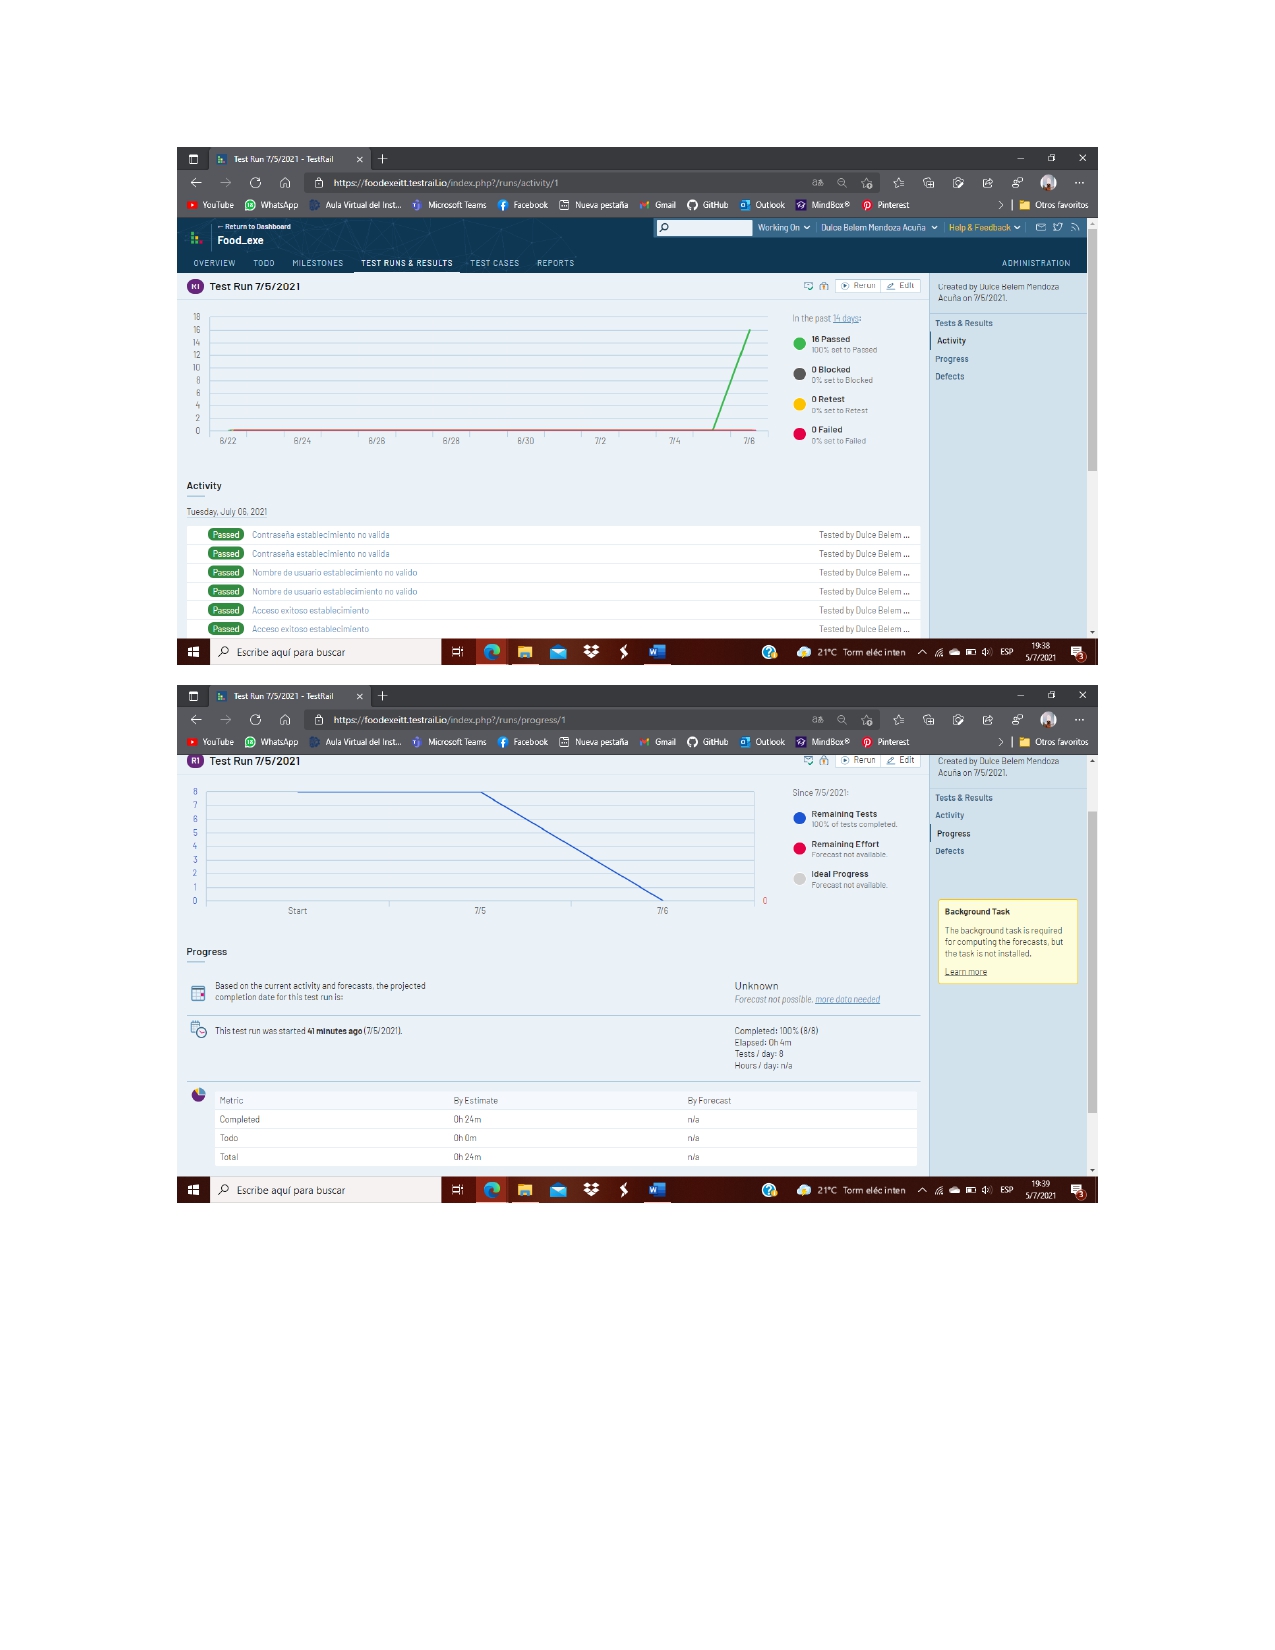 Test Run 7/5/2021 - TestRail
https://foodexeitt.testrail.io/index.php?/runs/activity/1
YouTube WhatsApp Aula Virtual del Inst... Microsoft Teams Facebook Nueva pestaña Gmail GitHub Outlook MindBox® Pinterest Otros favoritos
← Return to Dashboard
Food_exe
Working On Dulce Belem Mendoza Acuña Help & Feedback
OVERVIEW TODO MILESTONES TEST RUNS & RESULTS TEST CASES REPORTS ADMINISTRATION
R1 Test Run 7/5/2021 Rerun Edit
Created by Dulce Belem Mendoza
Acuña on 7/5/2021.
Tests & Results
Activity
Progress
Defects
18
16
14
12
10
8
6
4
2
0
6/22 6/24 6/26 6/28 6/30 7/2 7/4 7/6
In the past 14 days:
16 Passed
100% set to Passed
0 Blocked
0% set to Blocked
0 Retest
0% set to Retest
0 Failed
0% set to Failed
Activity
Tuesday, July 06, 2021
Passed Contraseña establecimiento no valida Tested by Dulce Belem ...
Passed Contraseña establecimiento no valida Tested by Dulce Belem ...
Passed Nombre de usuario establecimiento no valido Tested by Dulce Belem ...
Passed Nombre de usuario establecimiento no valido Tested by Dulce Belem ...
Passed Acceso exitoso establecimiento Tested by Dulce Belem ...
Passed Acceso exitoso establecimiento Tested by Dulce Belem ...
Escribe aquí para buscar 21°C Torm eléc inten ESP 19:38
5/7/2021 3
Test Run 7/5/2021 - TestRail
https://foodexeitt.testrail.io/index.php?/runs/progress/1
YouTube WhatsApp Aula Virtual del Inst... Microsoft Teams Facebook Nueva pestaña Gmail GitHub Outlook MindBox® Pinterest Otros favoritos
R1 Test Run 7/5/2021 Rerun Edit
Created by Dulce Belem Mendoza
Acuña on 7/5/2021.
Tests & Results
Activity
Progress
Defects
8
7
6
5
4
3
2
1
0 0
Start 7/5 7/6
Since 7/5/2021:
Remaining Tests
100% of tests completed.
Remaining Effort
Forecast not available.
Ideal Progress
Forecast not available.
Background Task
The background task is required
for computing the forecasts, but
the task is not installed.
Learn more
Progress
Based on the current activity and forecasts, the projected
completion date for this test run is:
Unknown
Forecast not possible, more data needed
This test run was started 41 minutes ago (7/5/2021).
Completed: 100% (8/8)
Elapsed: 0h 4m
Tests / day: 8
Hours / day: n/a
Metric By Estimate By Forecast
Completed 0h 24m n/a
Todo 0h 0m n/a
Total 0h 24m n/a
Escribe aquí para buscar 21°C Torm eléc inten ESP 19:39
5/7/2021 3